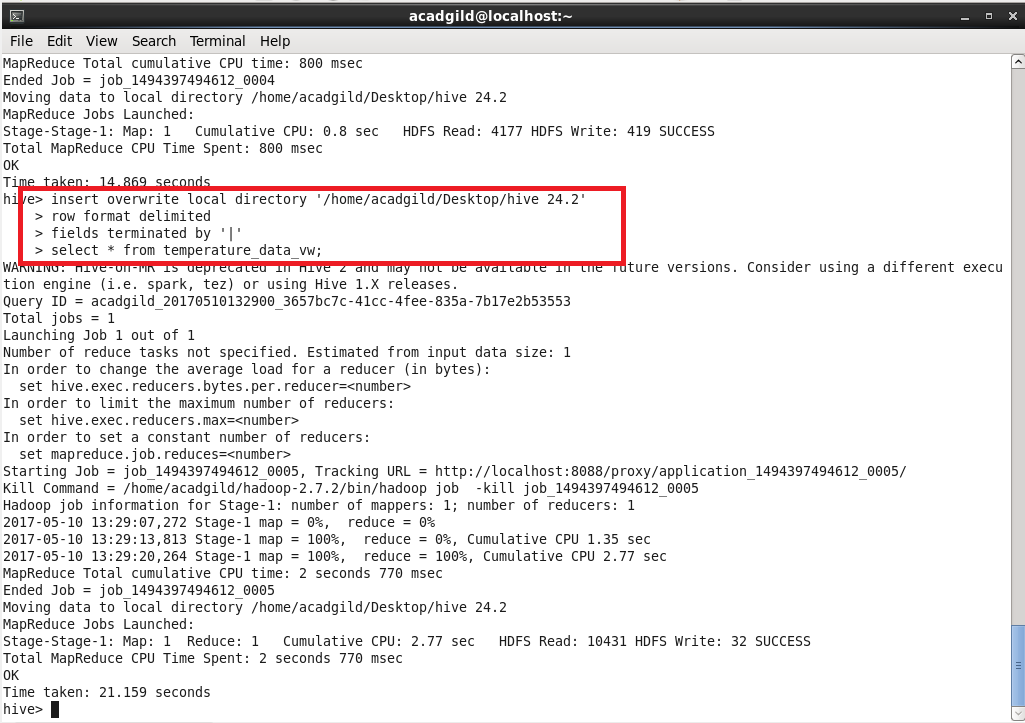 acadgild@localhost:~
File Edit View Search Terminal Help
MapReduce Total cumulative CPU time: 800 msec
Ended Job = job_1494397494612_0004
Moving data to local directory /home/acadgild/Desktop/hive 24.2
MapReduce Jobs Launched:
Stage-Stage-1: Map: 1   Cumulative CPU: 0.8 sec   HDFS Read: 4177 HDFS Write: 419 SUCCESS
Total MapReduce CPU Time Spent: 800 msec
OK
Time taken: 14.869 seconds
hive> insert overwrite local directory '/home/acadgild/Desktop/hive 24.2'
    > row format delimited
    > fields terminated by '|'
    > select * from temperature_data_vw;
WARNING: Hive-on-MR is deprecated in Hive 2 and may not be available in the future versions. Consider using a different execu
tion engine (i.e. spark, tez) or using Hive 1.X releases.
Query ID = acadgild_20170510132900_3657bc7c-41cc-4fee-835a-7b17e2b53553
Total jobs = 1
Launching Job 1 out of 1
Number of reduce tasks not specified. Estimated from input data size: 1
In order to change the average load for a reducer (in bytes):
  set hive.exec.reducers.bytes.per.reducer=<number>
In order to limit the maximum number of reducers:
  set hive.exec.reducers.max=<number>
In order to set a constant number of reducers:
  set mapreduce.job.reduces=<number>
Starting Job = job_1494397494612_0005, Tracking URL = http://localhost:8088/proxy/application_1494397494612_0005/
Kill Command = /home/acadgild/hadoop-2.7.2/bin/hadoop job  -kill job_1494397494612_0005
Hadoop job information for Stage-1: number of mappers: 1; number of reducers: 1
2017-05-10 13:29:07,272 Stage-1 map = 0%,  reduce = 0%
2017-05-10 13:29:13,813 Stage-1 map = 100%,  reduce = 0%, Cumulative CPU 1.35 sec
2017-05-10 13:29:20,264 Stage-1 map = 100%,  reduce = 100%, Cumulative CPU 2.77 sec
MapReduce Total cumulative CPU time: 2 seconds 770 msec
Ended Job = job_1494397494612_0005
Moving data to local directory /home/acadgild/Desktop/hive 24.2
MapReduce Jobs Launched:
Stage-Stage-1: Map: 1  Reduce: 1   Cumulative CPU: 2.77 sec   HDFS Read: 10431 HDFS Write: 32 SUCCESS
Total MapReduce CPU Time Spent: 2 seconds 770 msec
OK
Time taken: 21.159 seconds
hive>